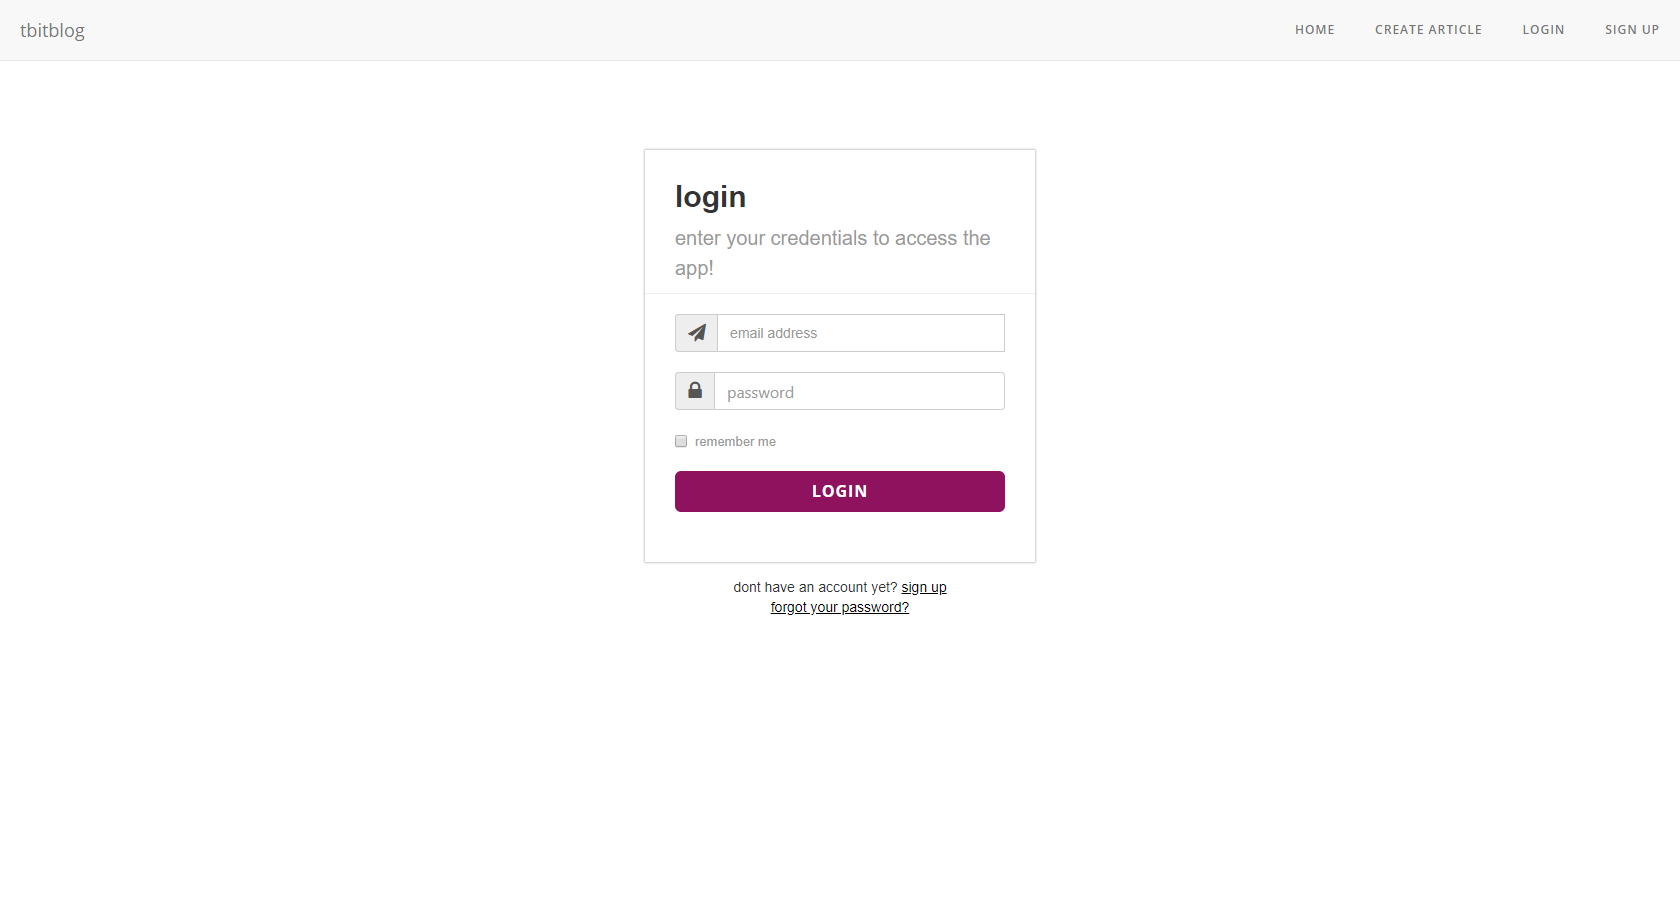 tbitblog
HOME CREATE ARTICLE LOGIN SIGN UP
login
enter your credentials to access the
app!
email address
password
remember me
LOGIN
dont have an account yet? sign up
forgot your password?